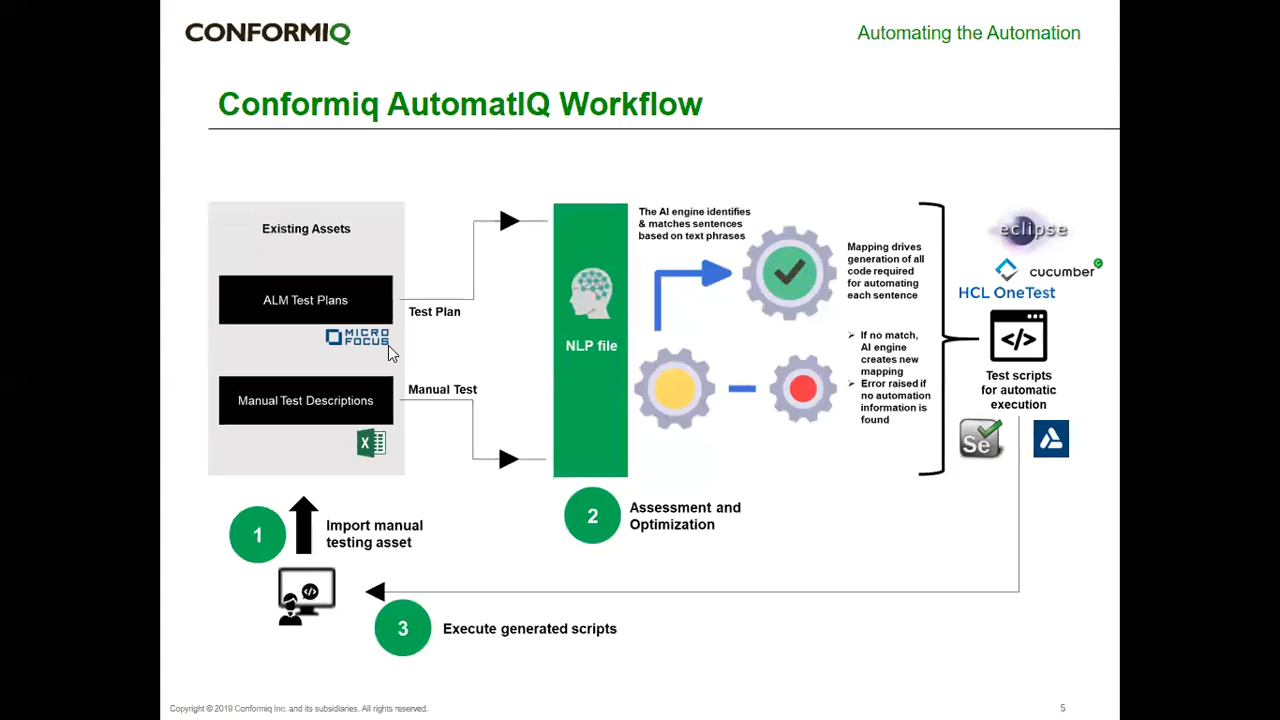 CONFORMIQ
Automating the Automation
Conformiq AutomatIQ Workflow
Existing Assets
ALM Test Plans
MICRO
FOCUS
Manual Test Descriptions
Test Plan
Manual Test
NLP file
The AI engine identifies
& matches sentences
based on text phrases
Mapping drives
generation of all
code required
for automating
each sentence
➢ If no match,
AI engine
creates new
mapping
➢ Error raised if
no automation
information is
found
eclipse
cucumber
HCL OneTest
</>
Test scripts
for automatic
execution
Se
1
Import manual
testing asset
2
Assessment and
Optimization
3
Execute generated scripts
Copyright © 2019 Conformiq Inc. and its subsidiaries. All rights reserved.
5